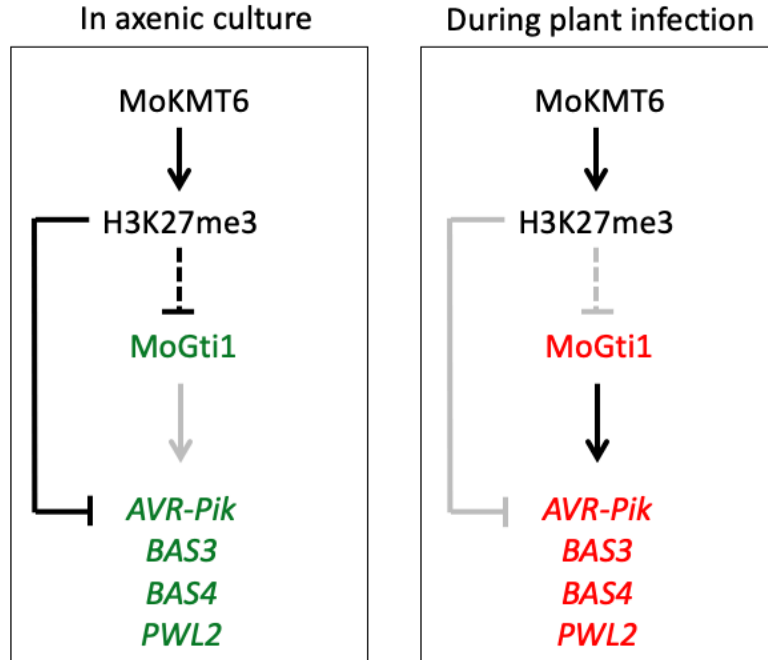 In axenic culture
MoKMT6
H3K27me3
MoGti1
AVR-Pik
BAS3
BAS4
PWL2
During plant infection
MoKMT6
H3K27me3
MoGti1
AVR-Pik
BAS3
BAS4
PWL2